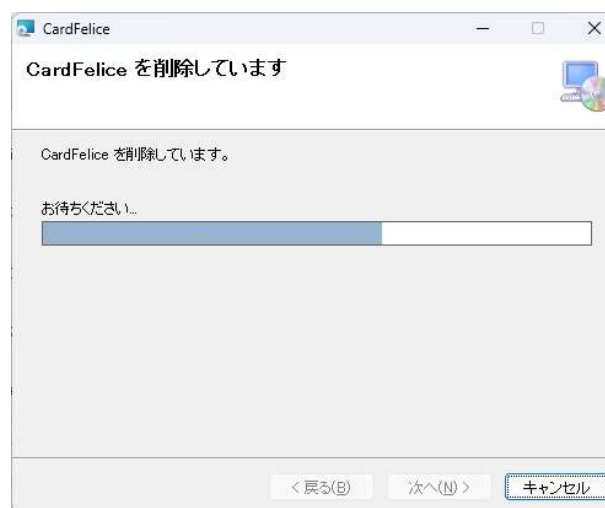 CardFelice
CardFelice を削除しています
CardFelice を削除しています。
お待ちください...
< 戻る(B)
次へ(N) >
キャンセル